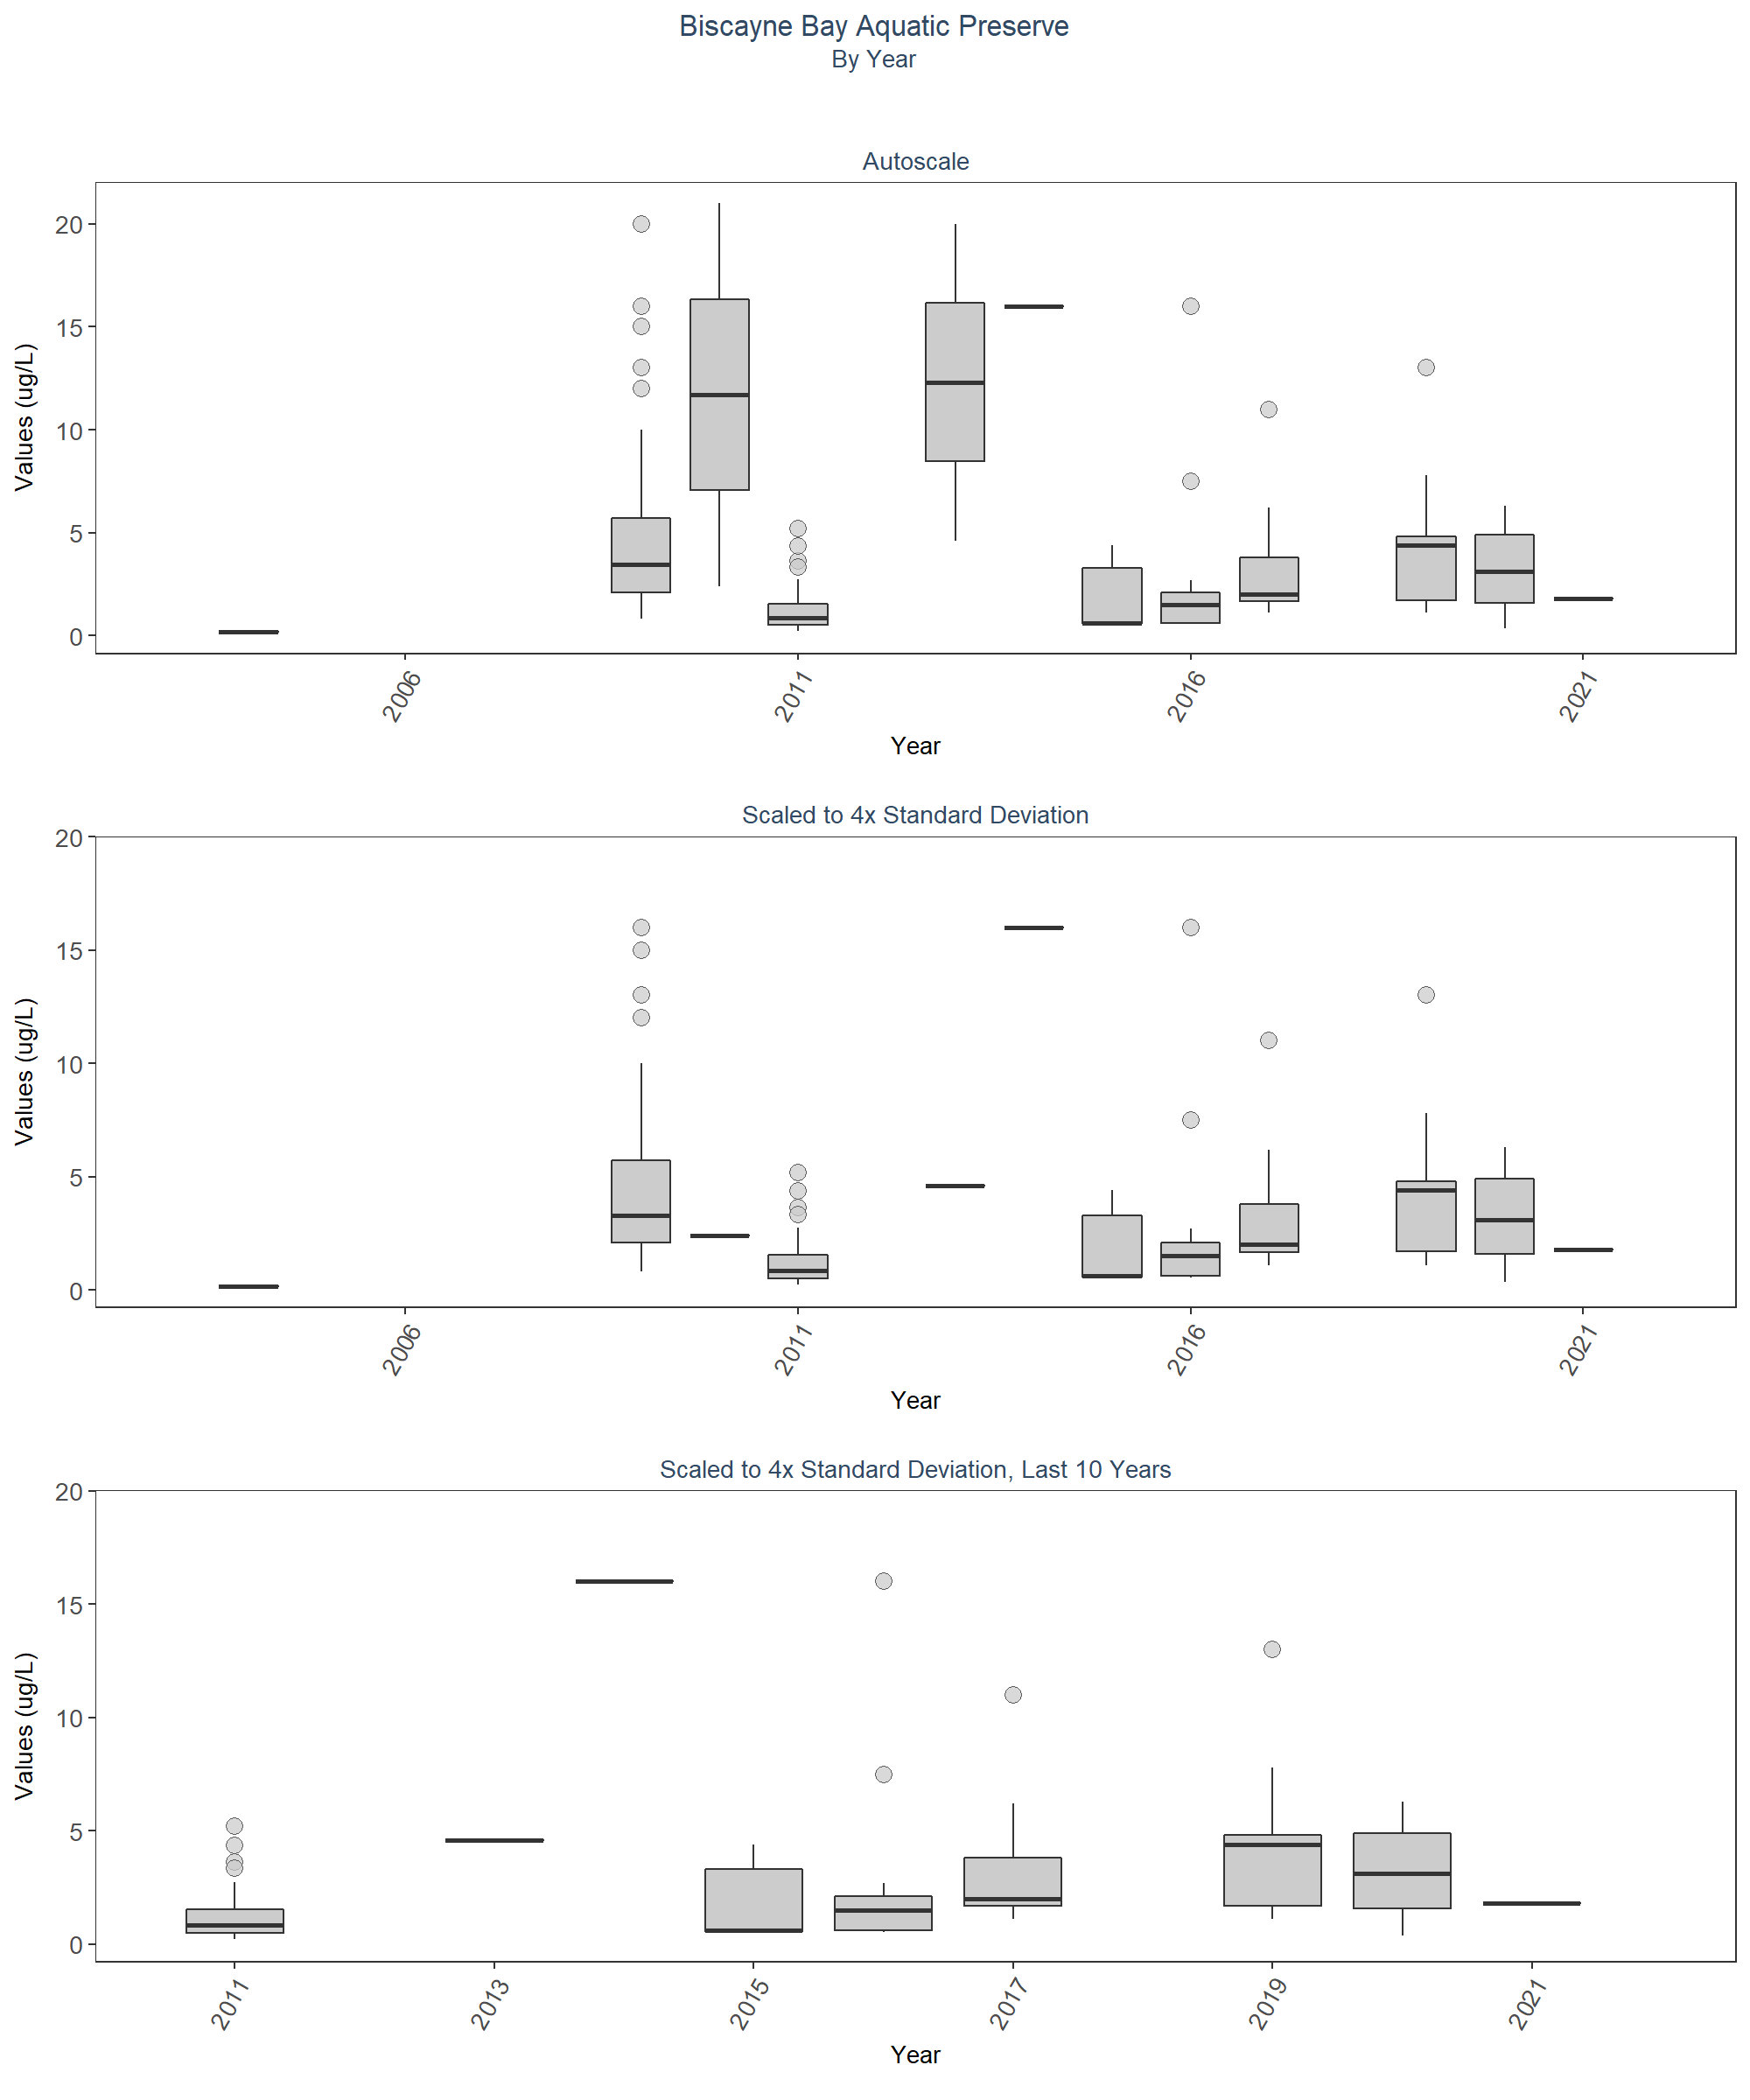 Biscayne Bay Aquatic Preserve
By Year
Autoscale
Values (ug/L)
20
15
10
5
0
2006
2011
2016
2021
Year
Scaled to 4x Standard Deviation
Values (ug/L)
20
15
10
5
0
2006
2011
2016
2021
Year
Scaled to 4x Standard Deviation, Last 10 Years
Values (ug/L)
20
15
10
5
0
2011
2013
2015
2017
2019
2021
Year